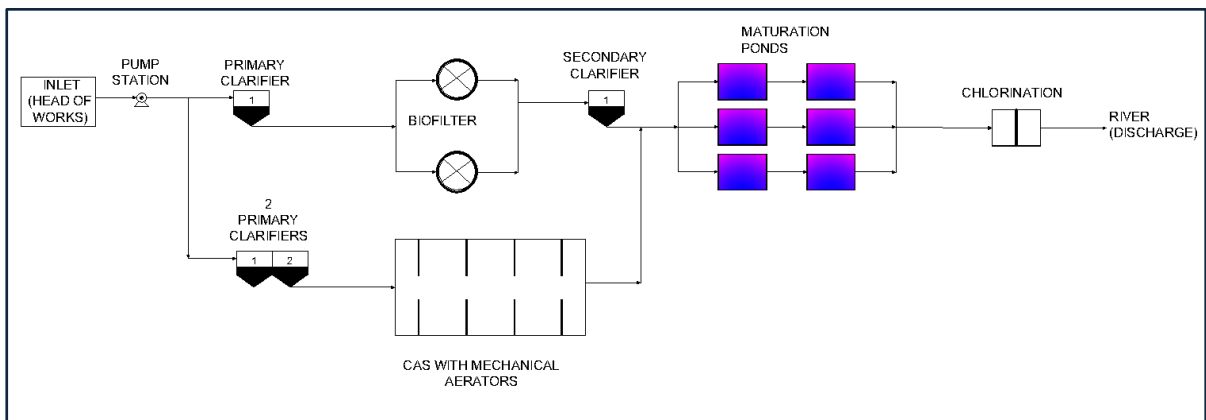 INLET
(HEAD OF
WORKS)
PUMP
STATION
PRIMARY
CLARIFIER
1
BIOFILTER
SECONDARY
CLARIFIER
1
MATURATION
PONDS
CHLORINATION
RIVER
(DISCHARGE)
2
PRIMARY
CLARIFIERS
1
2
CAS WITH MECHANICAL
AERATORS